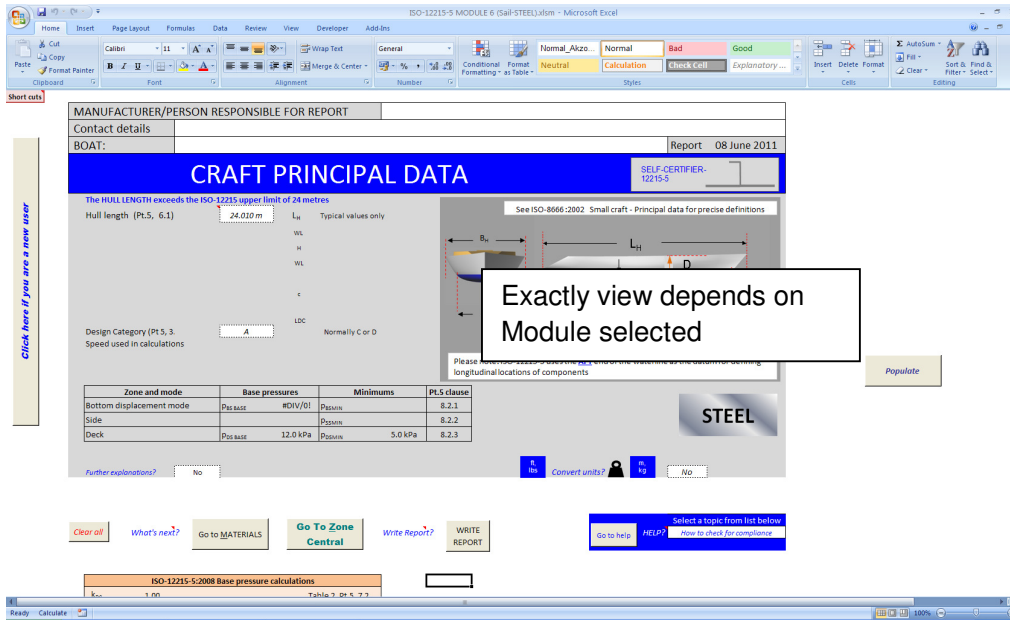 ISO-12215-5 MODULE 6 (Sail-STEEL).xlsm - Microsoft Excel
Home Insert Page Layout Formulas Data Review View Developer Add-Ins
Cut
Copy
Format Painter
Paste
Clipboard
Calibri 11
B I U
Font
Wrap Text
Merge & Center
Alignment
General
Number
Conditional Formatting
Format as Table
Normal_Akzo... Normal Bad Good
Neutral Calculation Check Cell Explanatory ...
Styles
Insert Delete Format
Cells
Σ AutoSum
Fill
Clear
Sort & Filter
Find & Select
Editing
Short cuts
MANUFACTURER/PERSON RESPONSIBLE FOR REPORT
Contact details
BOAT: Report 08 June 2011
CRAFT PRINCIPAL DATA
SELF-CERTIFIER-
12215-5
The HULL LENGTH exceeds the ISO-12215 upper limit of 24 metres
Hull length (Pt.5, 6.1) 24.010 m LH Typical values only
WL
H
WL
c
LDC
Design Category (Pt 5, 3. A Normally C or D
Speed used in calculations
See ISO-8666:2002 Small craft - Principal data for precise definitions
BH
LH
D
Exactly view depends on
Module selected
longitudinal locations of components
Click here if you are a new user
Populate
Zone and mode Base pressures Minimums Pt.5 clause
Bottom displacement mode PBS BASE #DIV/0! PBSMIN 8.2.1
Side PSSMIN 8.2.2
Deck PDS BASE 12.0 kPa PDSMIN 5.0 kPa 8.2.3
STEEL
Further explanations? No
ft, lbs Convert units? m, kg No
Clear all What's next? Go to MATERIALS Go To Zone Central Write Report? WRITE REPORT
Go to help HELP? Select a topic from list below
How to check for compliance
ISO-12215-5:2008 Base pressure calculations
1.00 Table 2, Pt 5, 7.2
Ready Calculate 100%